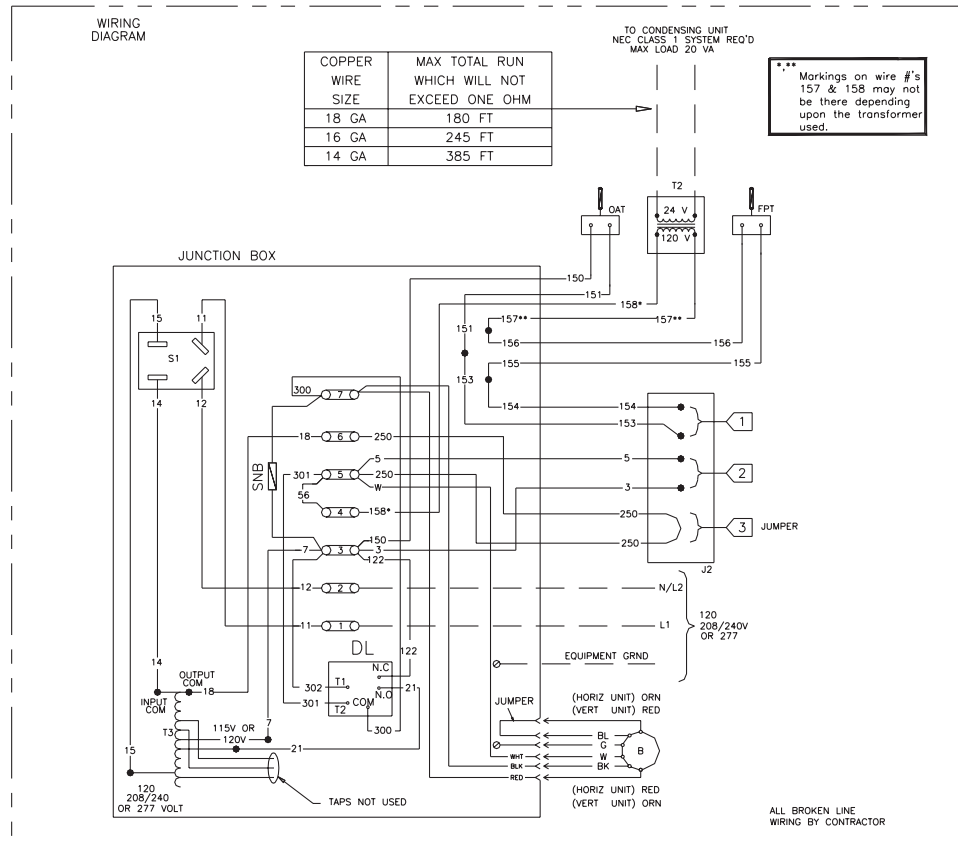 WIRING
DIAGRAM
TO CONDENSING UNIT
NEC CLASS 1 SYSTEM REQ'D
MAX LOAD 20 VA
COPPER WIRE SIZE
MAX TOTAL RUN WHICH WILL NOT EXCEED ONE OHM
18 GA 180 FT
16 GA 245 FT
14 GA 385 FT
*,**
Markings on wire #'s
157 & 158 may not
be there depending
upon the transformer
used.
T2
24 V
120 V
OAT
FPT
JUNCTION BOX
150
151
158*
157** 157**
151
156 156
155 155
153
154 154
153
1
15 11
S1
14 12
300
7
18 6 250
SNB
301 5 5
250
W
56
4 158*
150
7 3 3
122
5
2
3
250
3 JUMPER
250
J2
12 2 N/L2
11 1 L1
120
208/240V
OR 277
DL
122
EQUIPMENT GRND
N.C
302 T1
N.O 21
301 T2 COM
300
14
OUTPUT
COM
18
INPUT
COM
T3
115V OR
120V
7
21
15
120
208/240
OR 277 VOLT
TAPS NOT USED
JUMPER
(HORIZ UNIT) ORN
(VERT UNIT) RED
BL
G
WHT W
BLK BK
RED
B
(HORIZ UNIT) RED
(VERT UNIT) ORN
ALL BROKEN LINE
WIRING BY CONTRACTOR